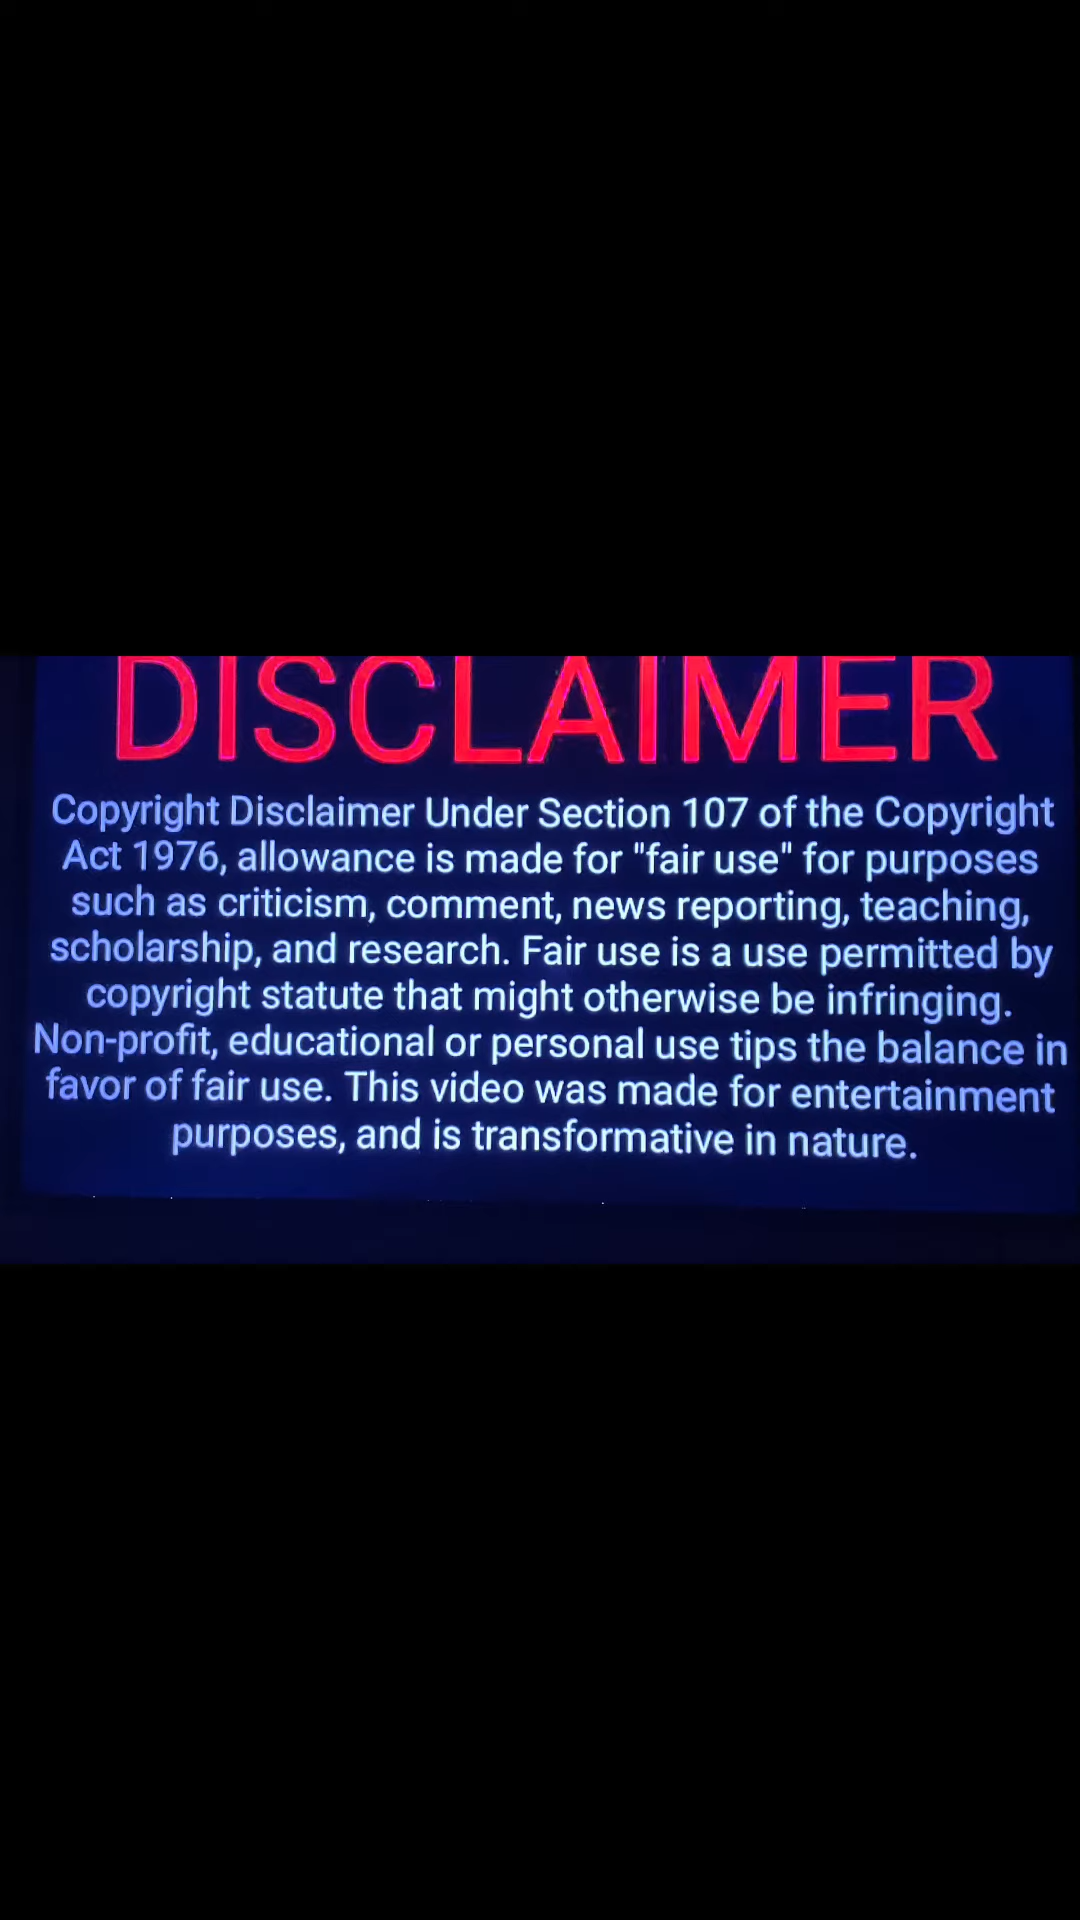 DISCLAIMER
Copyright Disclaimer Under Section 107 of the Copyright
Act 1976, allowance is made for "fair use" for purposes
such as criticism, comment, news reporting, teaching,
scholarship, and research. Fair use is a use permitted by
copyright statute that might otherwise be infringing.
Non-profit, educational or personal use tips the balance in
favor of fair use. This video was made for entertainment
purposes, and is transformative in nature.